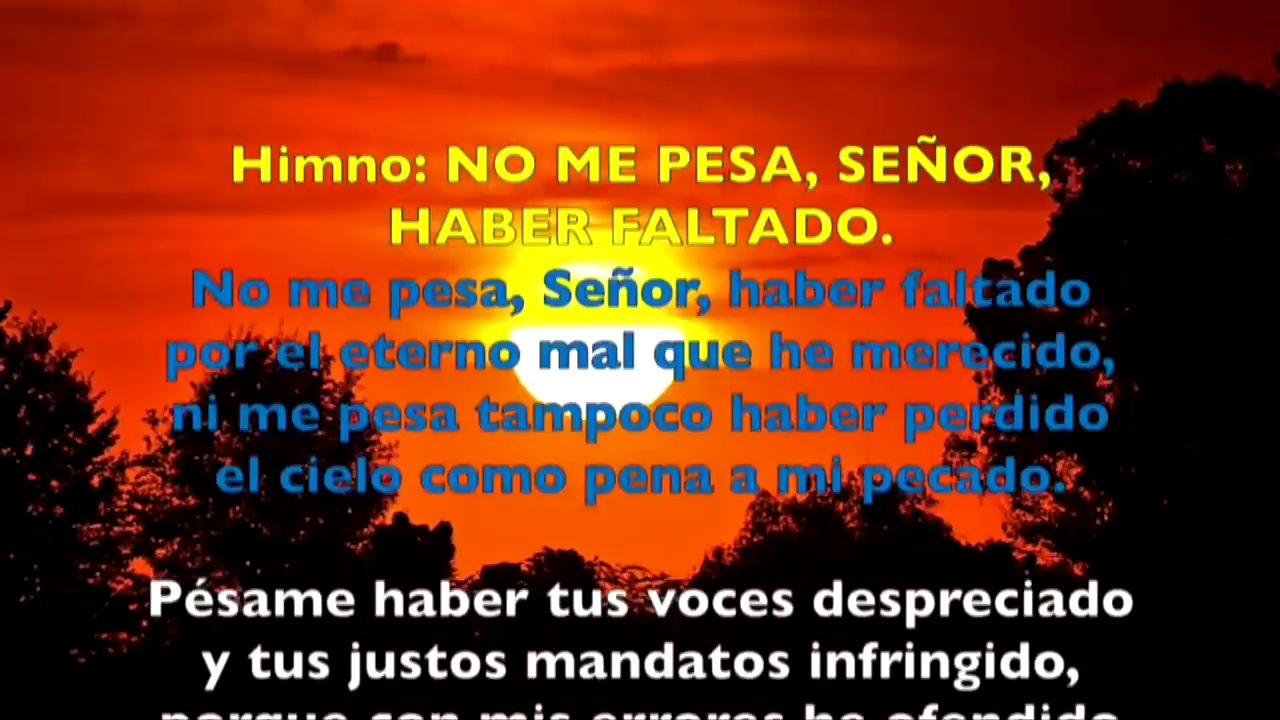 Himno: NO ME PESA, SEÑOR,
HABER FALTADO.
No me pesa, Señor, haber faltado
por el eterno mal que he merecido,
ni me pesa tampoco haber perdido
el cielo como pena a mi pecado.
Pésame haber tus voces despreciado
y tus justos mandatos infringido,
porque con mis errores he ofendido